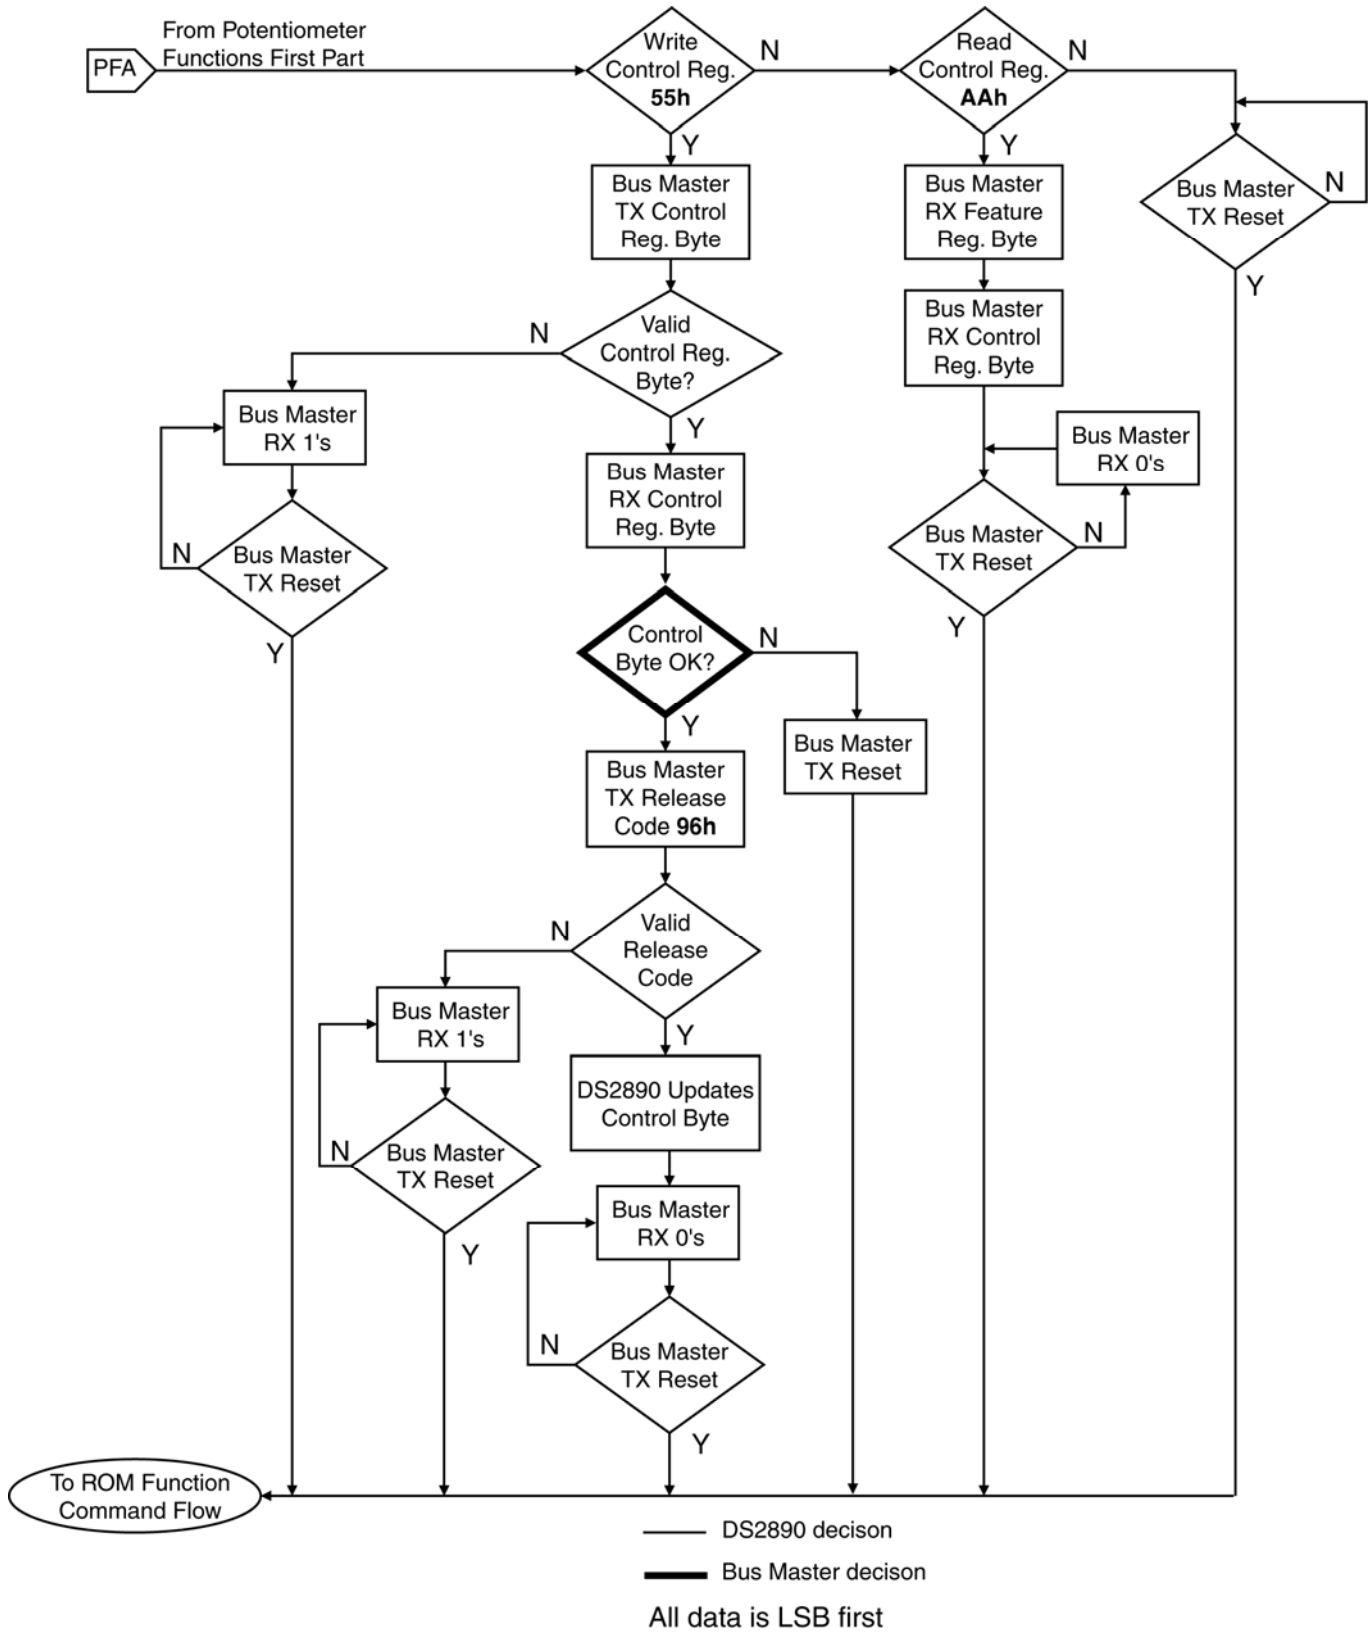 From Potentiometer
Functions First Part
PFA
Write
Control Reg.
55h
N
Y
Read
Control Reg.
AAh
N
Y
Bus Master
TX Reset
N
Y
Bus Master
TX Control
Reg. Byte
Bus Master
RX Feature
Reg. Byte
Valid
Control Reg.
Byte?
N
Y
Bus Master
RX Control
Reg. Byte
Bus Master
RX 1's
Bus Master
TX Reset
N
Y
Bus Master
RX Control
Reg. Byte
Bus Master
RX 0's
Bus Master
TX Reset
N
Y
Control
Byte OK?
N
Y
Bus Master
TX Reset
Bus Master
TX Release
Code 96h
Valid
Release
Code
N
Y
Bus Master
RX 1's
Bus Master
TX Reset
N
Y
DS2890 Updates
Control Byte
Bus Master
RX 0's
Bus Master
TX Reset
N
Y
To ROM Function
Command Flow
DS2890 decison
Bus Master decison
All data is LSB first